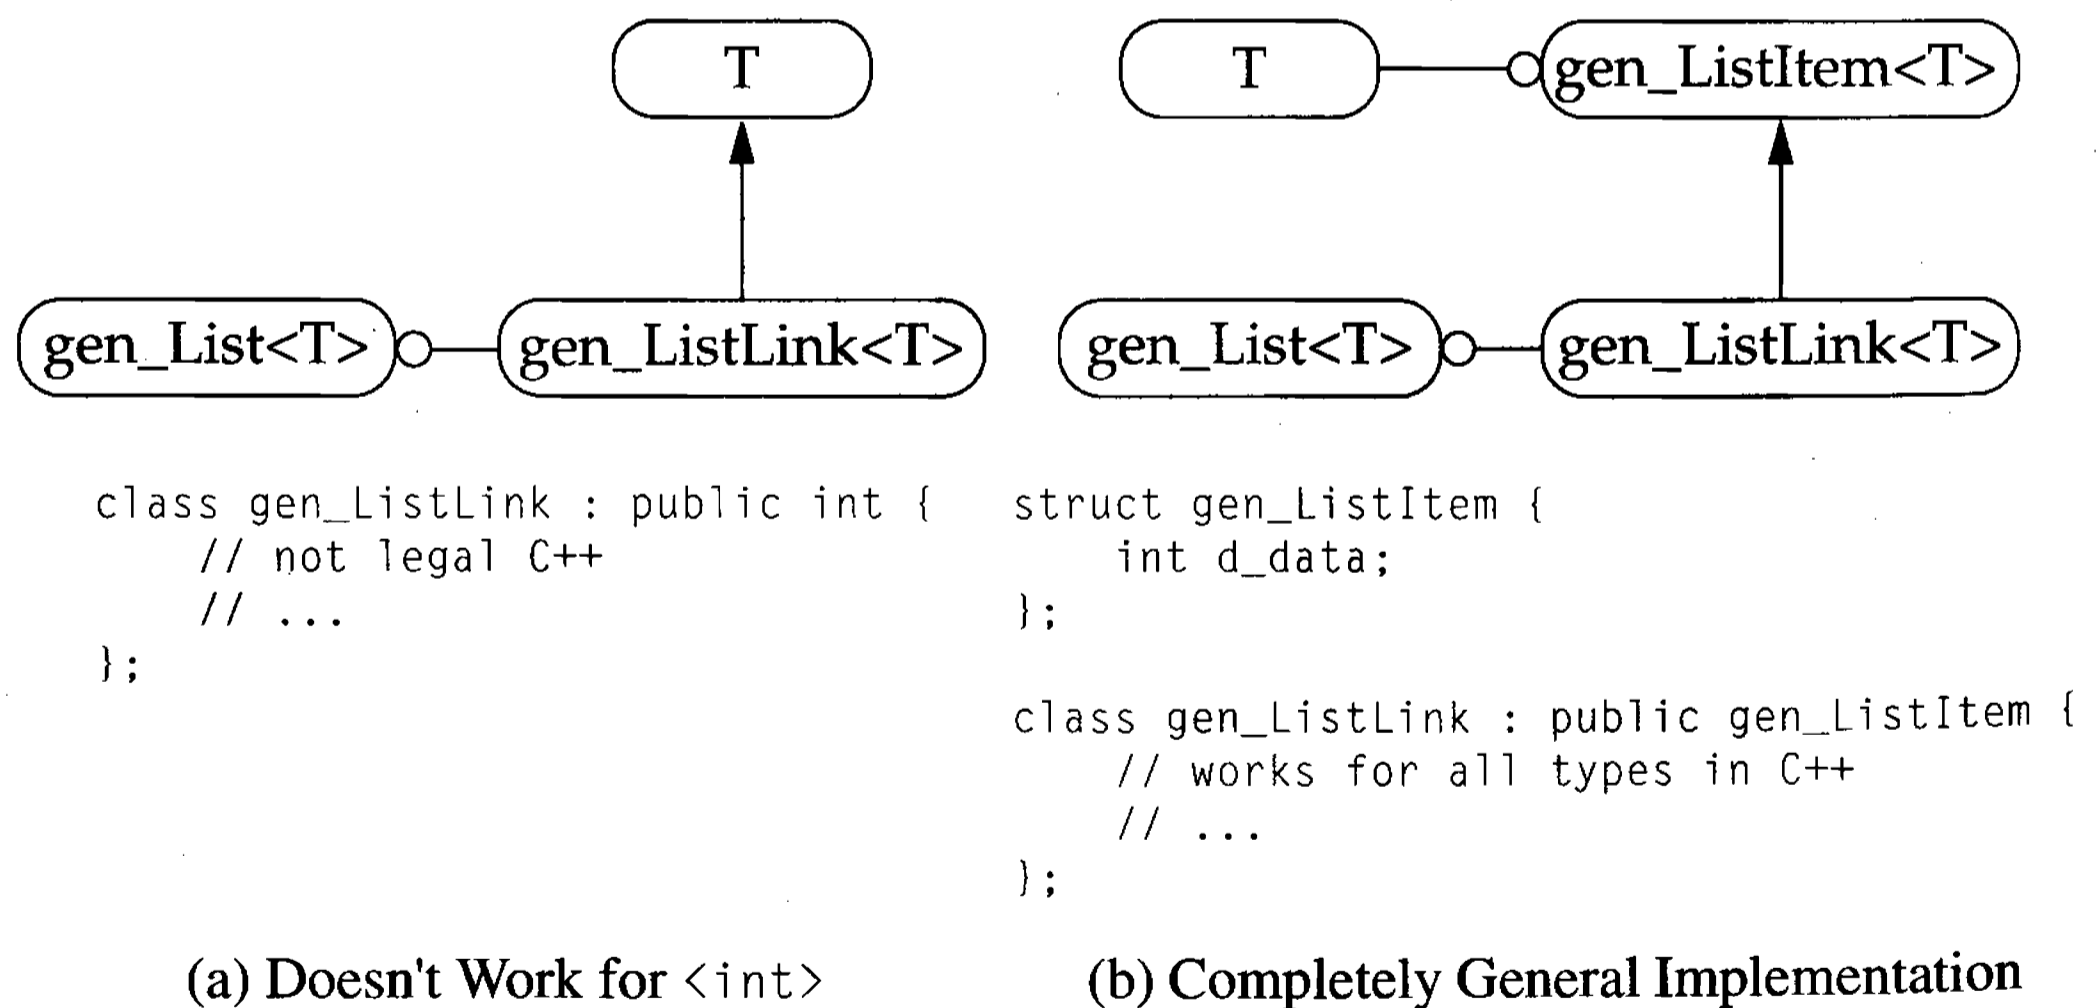 T
gen_List<T>
gen_ListLink<T>
class gen_ListLink : public int {
// not legal C++
// ...
};
(a) Doesn't Work for <int>
T
gen_ListItem<T>
gen_List<T>
gen_ListLink<T>
struct gen_ListItem {
int d_data;
};
class gen_ListLink : public gen_ListItem {
// works for all types in C++
// ...
};
(b) Completely General Implementation